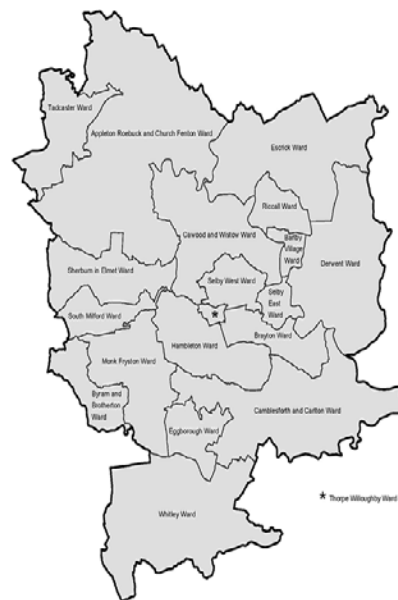 Tadcaster Ward
Appleton Roebuck and Church Fenton Ward
Escrick Ward
Riccall Ward
Cawood and Wistow Ward
Barlby
Village
Ward
Derwent Ward
Sherburn in Elmet Ward
Selby West Ward
Selby
East
Ward
South Milford Ward
*
Brayton Ward
Hambleton Ward
Monk Fryston Ward
Byram and
Brotherton
Ward
Camblesforth and Carlton Ward
Eggborough Ward
* Thorpe Willoughby Ward
Whitley Ward